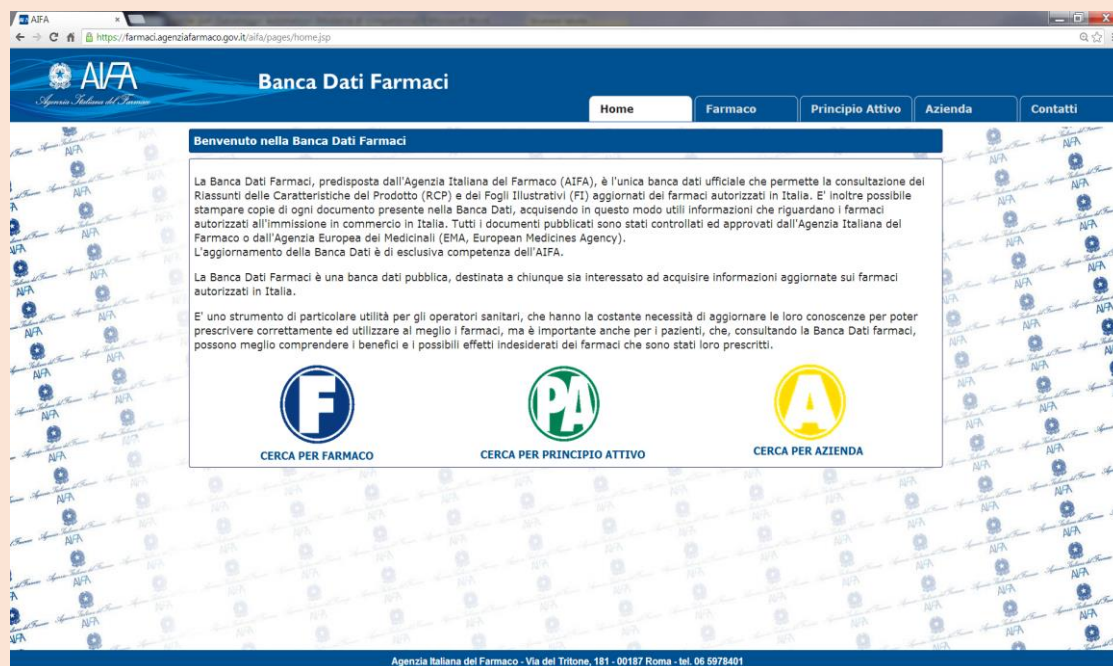 AIFA
https://farmaci.agenziafarmaco.gov.it/aifa/pages/home.jsp
AIFA
Agenzia Italiana del Farmaco
Banca Dati Farmaci
Home
Farmaco
Principio Attivo
Azienda
Contatti
Benvenuto nella Banca Dati Farmaci
La Banca Dati Farmaci, predisposta dall'Agenzia Italiana del Farmaco (AIFA), è l'unica banca dati ufficiale che permette la consultazione dei
Riassunti delle Caratteristiche del Prodotto (RCP) e dei Fogli Illustrativi (FI) aggiornati dei farmaci autorizzati in Italia. E' inoltre possibile
stampare copie di ogni documento presente nella Banca Dati, acquisendo in questo modo utili informazioni che riguardano i farmaci
autorizzati all'immissione in commercio in Italia. Tutti i documenti pubblicati sono stati controllati ed approvati dall'Agenzia Italiana del
Farmaco o dall'Agenzia Europea dei Medicinali (EMA, European Medicines Agency).
L'aggiornamento della Banca Dati è di esclusiva competenza dell'AIFA.
La Banca Dati Farmaci è una banca dati pubblica, destinata a chiunque sia interessato ad acquisire informazioni aggiornate sui farmaci
autorizzati in Italia.
E' uno strumento di particolare utilità per gli operatori sanitari, che hanno la costante necessità di aggiornare le loro conoscenze per poter
prescrivere correttamente ed utilizzare al meglio i farmaci, ma è importante anche per i pazienti, che, consultando la Banca Dati farmaci,
possono meglio comprendere i benefici e i possibili effetti indesiderati dei farmaci che sono stati loro prescritti.
F
PA
A
CERCA PER FARMACO
CERCA PER PRINCIPIO ATTIVO
CERCA PER AZIENDA
Agenzia Italiana del Farmaco - Via del Tritone, 181 - 00187 Roma - tel. 06 5978401